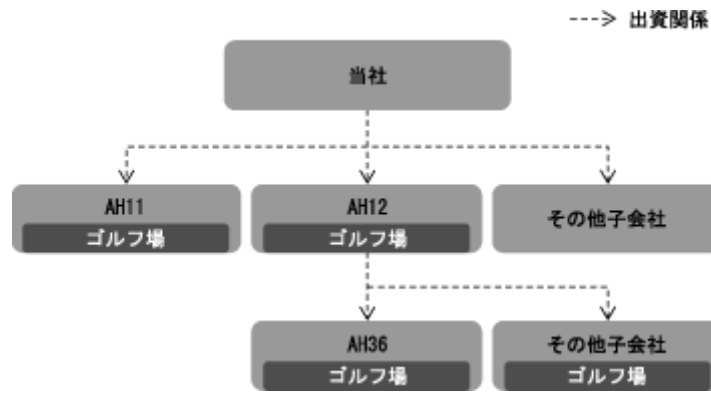 ---> 出資関係
当社
AH11
ゴルフ場
AH12
ゴルフ場
その他子会社
AH36
ゴルフ場
その他子会社
ゴルフ場